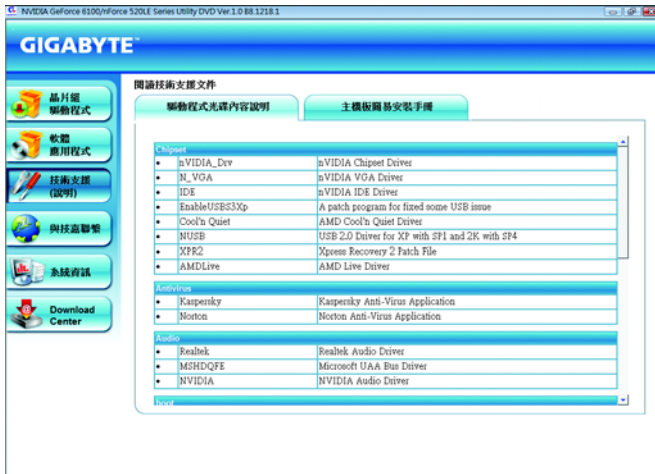 NVIDIA GeForce 6100/nForce 520LE Series Utility DVD Ver.1.0 B8.1218.1
GIGABYTE™
晶片組
驅動程式
軟體
應用程式
技術支援
(說明)
與技嘉聯繫
系統資訊
Download
Center
閱讀技術支援文件
驅動程式光碟內容說明
主機板簡易安裝手冊
Chipset
• nVIDIA_Drv nVIDIA Chipset Driver
• N_VGA nVIDIA VGA Driver
• IDE nVIDIA IDE Driver
• EnableUSBS3Xp A patch program for fixed some USB issue
• Cool'n Quiet AMD Cool'n Quiet Driver
• NUSB USB 2.0 Driver for XP with SP1 and 2K with SP4
• XPR2 Xpress Recovery 2 Patch File
• AMDLive AMD Live Driver
Antivirus
• Kaspersky Kaspersky Anti-Virus Application
• Norton Norton Anti-Virus Application
Audio
• Realtek Realtek Audio Driver
• MSHDQFE Microsoft UAA Bus Driver
• NVIDIA NVIDIA Audio Driver
boot